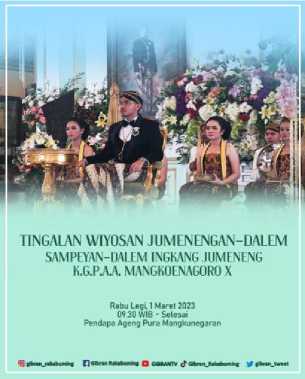 TINGALAN WIYOSAN JUMENENGAN-DALEM
SAMPEYAN-DALEM INGKANG JUMENENG
K.G.P.A.A. MANGKOENAGORO X
Rabu Legi, 1 Maret 2023
09.30 WIB - Selesai
Pendapa Ageng Pura Mangkunegaran
gibran_rakabuming Gibran Rakabuming GIBRANTV Gibran_Rakabuming gibran_tweet